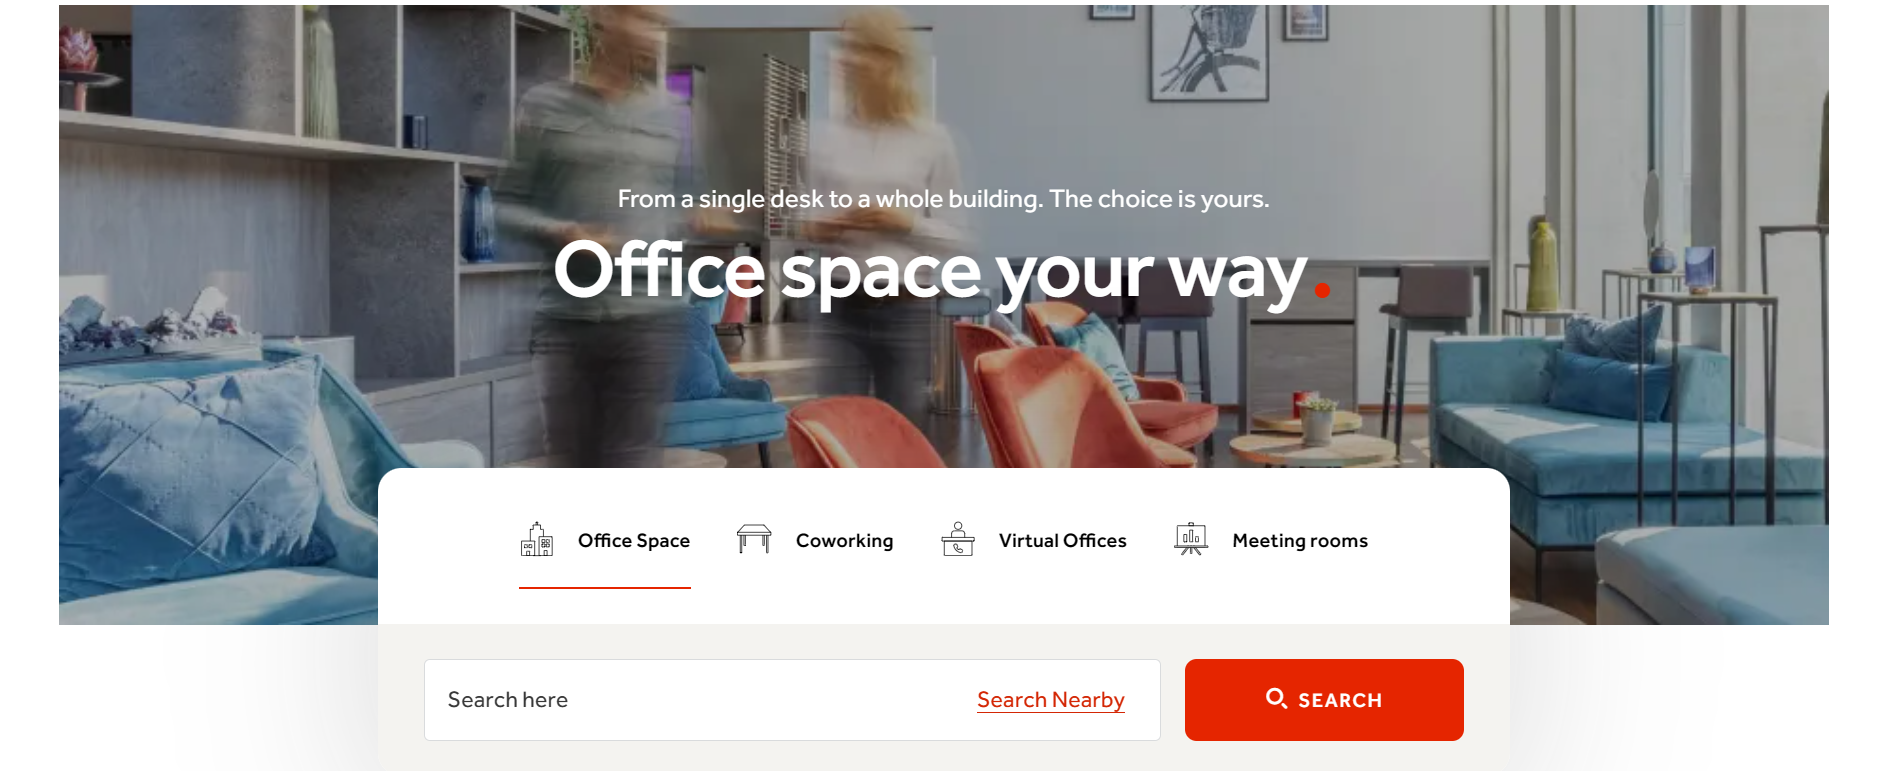 From a single desk to a whole building. The choice is yours.
Office space your way.
Office Space
Coworking
Virtual Offices
Meeting rooms
Search here
Search Nearby
SEARCH